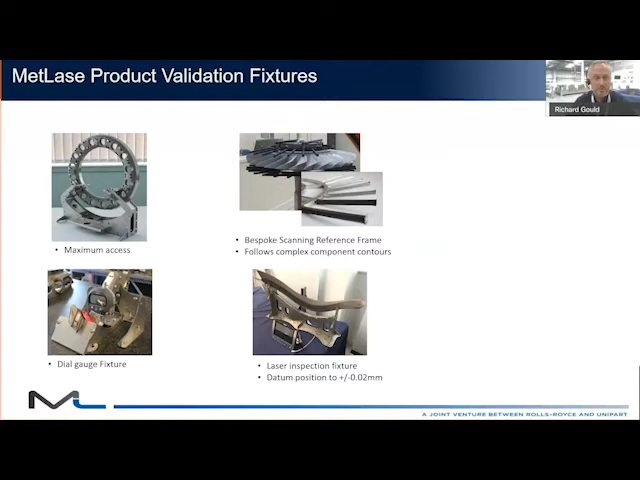 MetLase Product Validation Fixtures
Richard Gould
• Maximum access
• Bespoke Scanning Reference Frame
• Follows complex component contours
• Dial gauge Fixture
• Laser inspection fixture
• Datum position to +/-0.02mm
A JOINT VENTURE BETWEEN ROLLS-ROYCE AND UNIPART